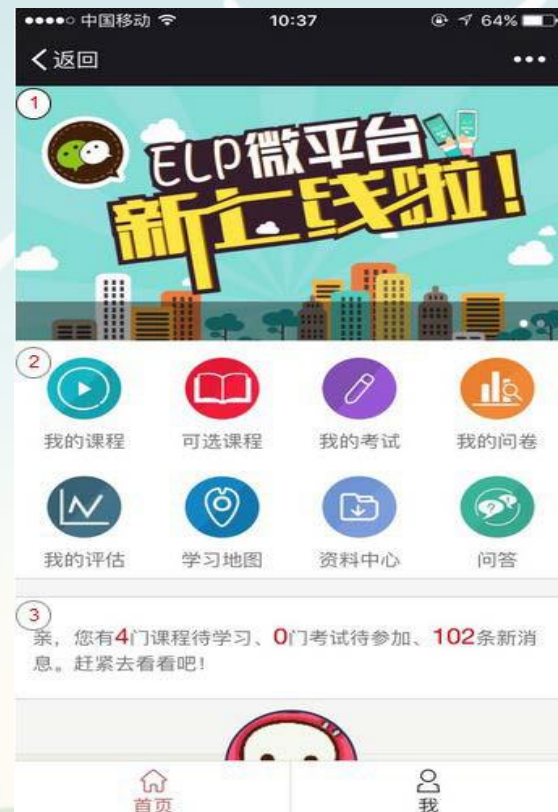 中国移动 10:37 64%
返回
1
ELP微平台
新上线啦！
2
我的课程 可选课程 我的考试 我的问卷
我的评估 学习地图 资料中心 问答
3
亲，您有4门课程待学习、0门考试待参加、102条新消
息。赶紧去看看吧！
首页 我